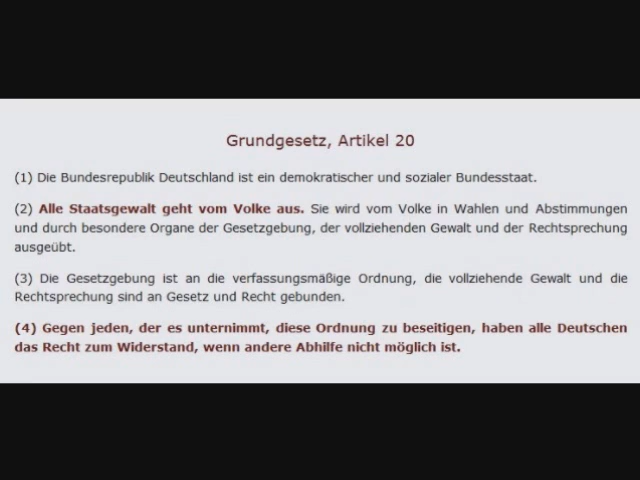 Grundgesetz, Artikel 20
(1) Die Bundesrepublik Deutschland ist ein demokratischer und sozialer Bundesstaat.
(2) Alle Staatsgewalt geht vom Volke aus. Sie wird vom Volke in Wahlen und Abstimmungen
und durch besondere Organe der Gesetzgebung, der vollziehenden Gewalt und der Rechtsprechung
ausgeübt.
(3) Die Gesetzgebung ist an die verfassungsmäßige Ordnung, die vollziehende Gewalt und die
Rechtsprechung sind an Gesetz und Recht gebunden.
(4) Gegen jeden, der es unternimmt, diese Ordnung zu beseitigen, haben alle Deutschen
das Recht zum Widerstand, wenn andere Abhilfe nicht möglich ist.